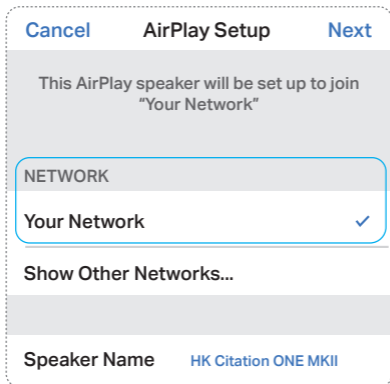 Cancel AirPlay Setup Next
This AirPlay speaker will be set up to join
"Your Network"
NETWORK
Your Network
Show Other Networks...
Speaker Name HK Citation ONE MKII